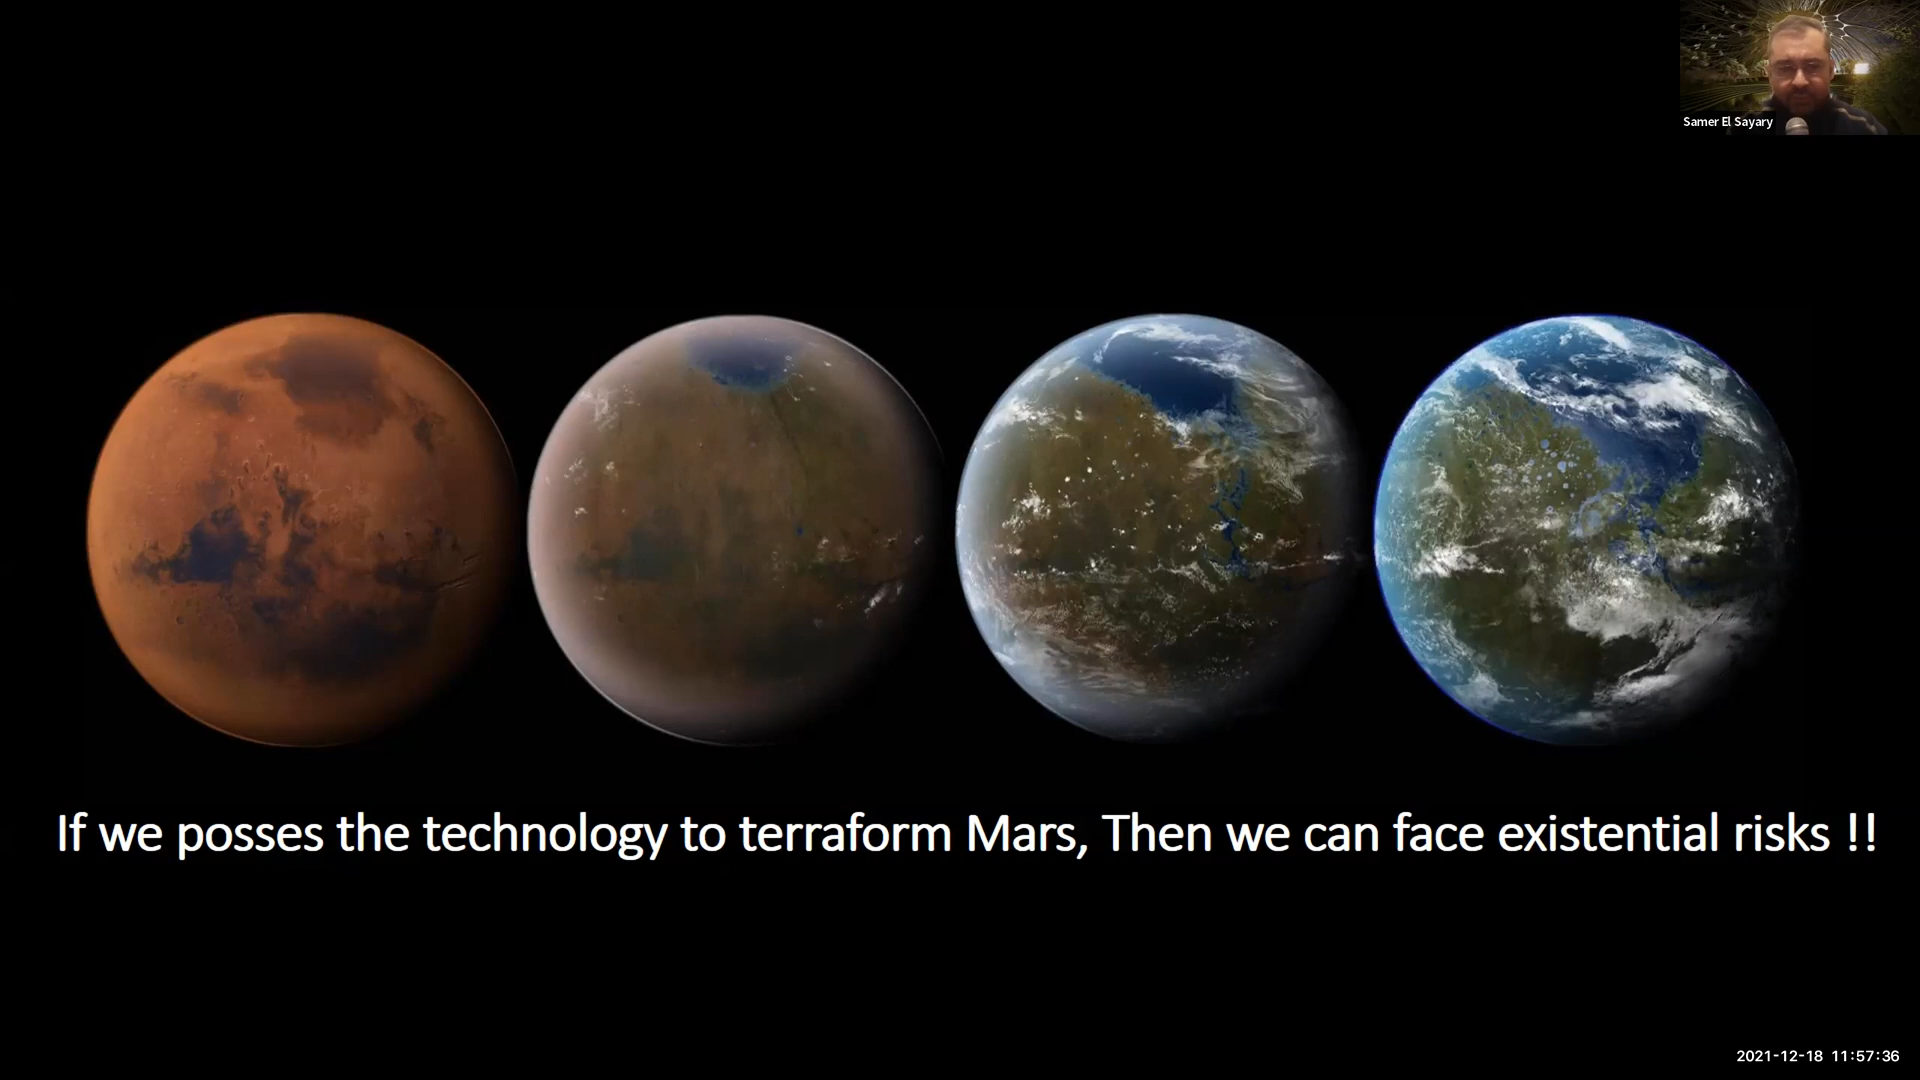 Samer El Sayary
If we posses the technology to terraform Mars, Then we can face existential risks !!
2021-12-18 11:57:36